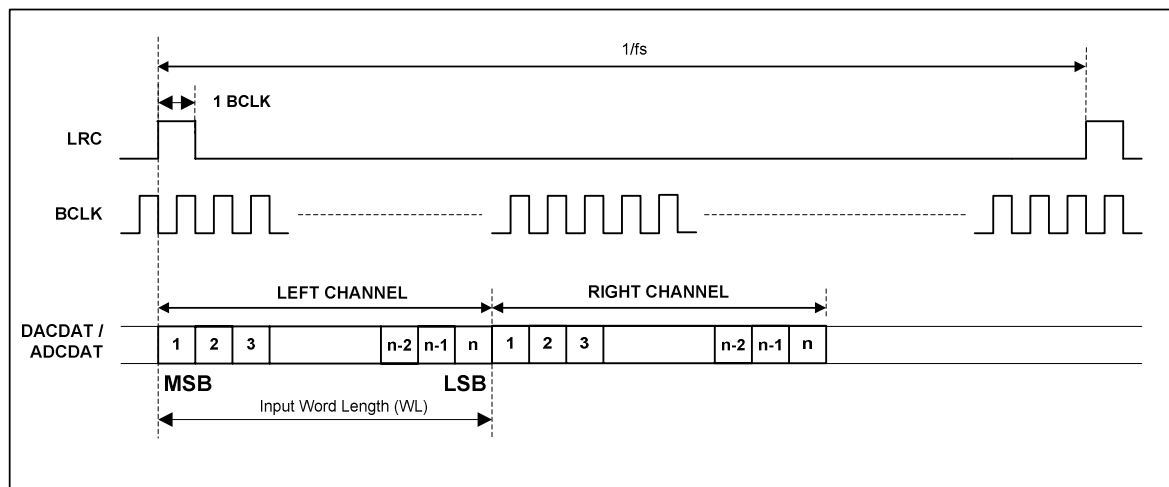 1/fs
1 BCLK
LRC
BCLK
LEFT CHANNEL RIGHT CHANNEL
DACDAT /
ADCDAT
1 2 3 n-2 n-1 n 1 2 3 n-2 n-1 n
MSB LSB
Input Word Length (WL)